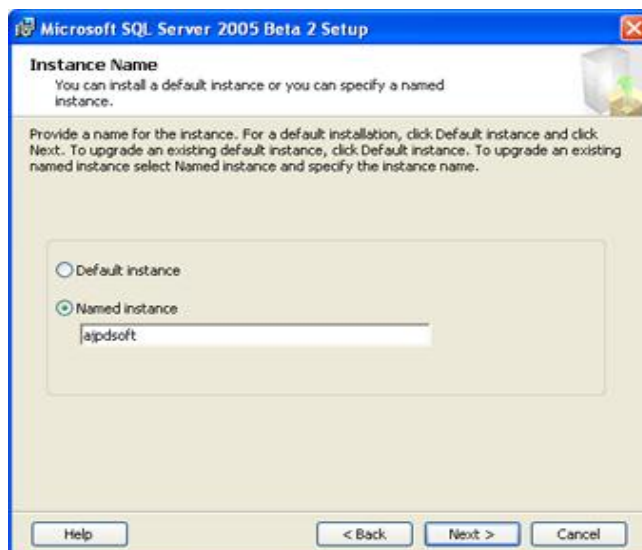 Microsoft SQL Server 2005 Beta 2 Setup
Instance Name
You can install a default instance or you can specify a named
instance.
Provide a name for the instance. For a default installation, click Default instance and click
Next. To upgrade an existing default instance, click Default instance. To upgrade an existing
named instance select Named instance and specify the instance name.
Default instance
Named instance
ajpdsoft
Help
< Back
Next >
Cancel